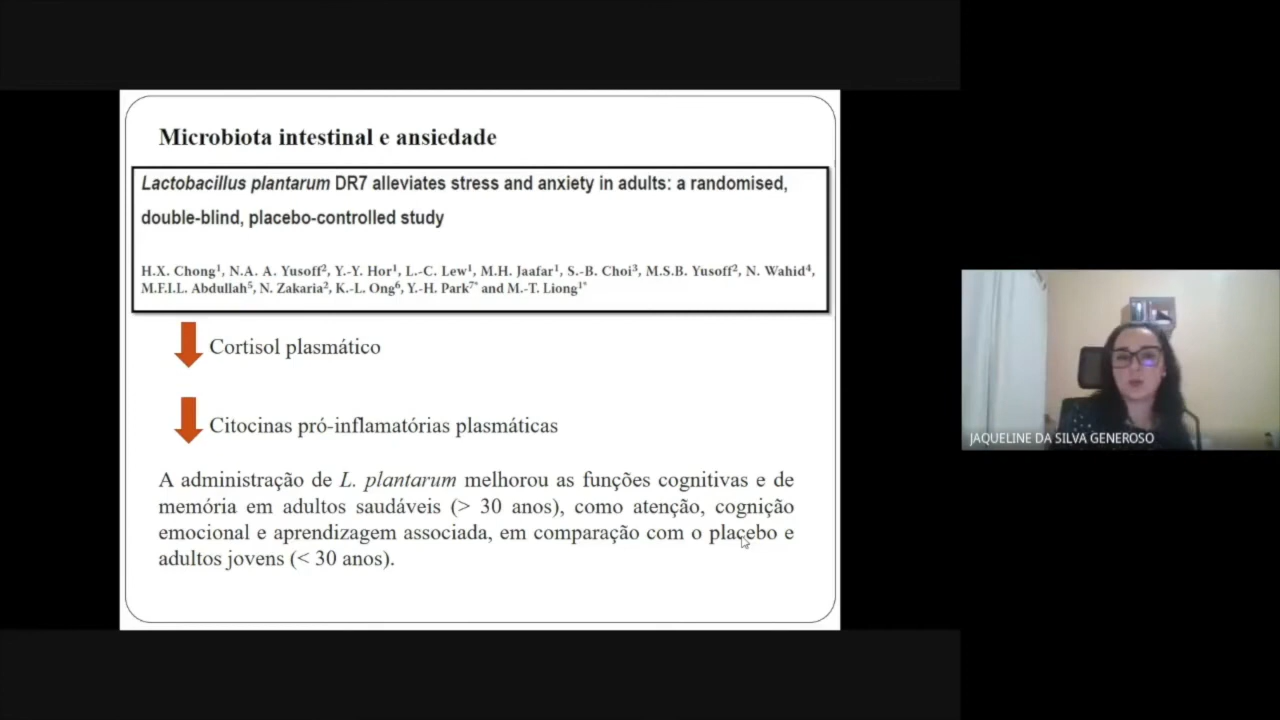 Microbiota intestinal e ansiedade
Lactobacillus plantarum DR7 alleviates stress and anxiety in adults: a randomised,
double-blind, placebo-controlled study
H.X. Chong¹, N.A. A. Yusoff², Y.-Y. Hor¹, L.-C. Lew¹, M.H. Jaafar¹, S.-B. Choi³, M.S.B. Yusoff², N. Wahid⁴,
M.F.I.L. Abdullah⁵, N. Zakaria², K.-L. Ong⁶, Y.-H. Park⁷* and M.-T. Liong¹*
Cortisol plasmático
Citocinas pró-inflamatórias plasmáticas
A administração de L. plantarum melhorou as funções cognitivas e de
memória em adultos saudáveis (> 30 anos), como atenção, cognição
emocional e aprendizagem associada, em comparação com o placebo e
adultos jovens (< 30 anos).
JAQUELINE DA SILVA GENEROSO